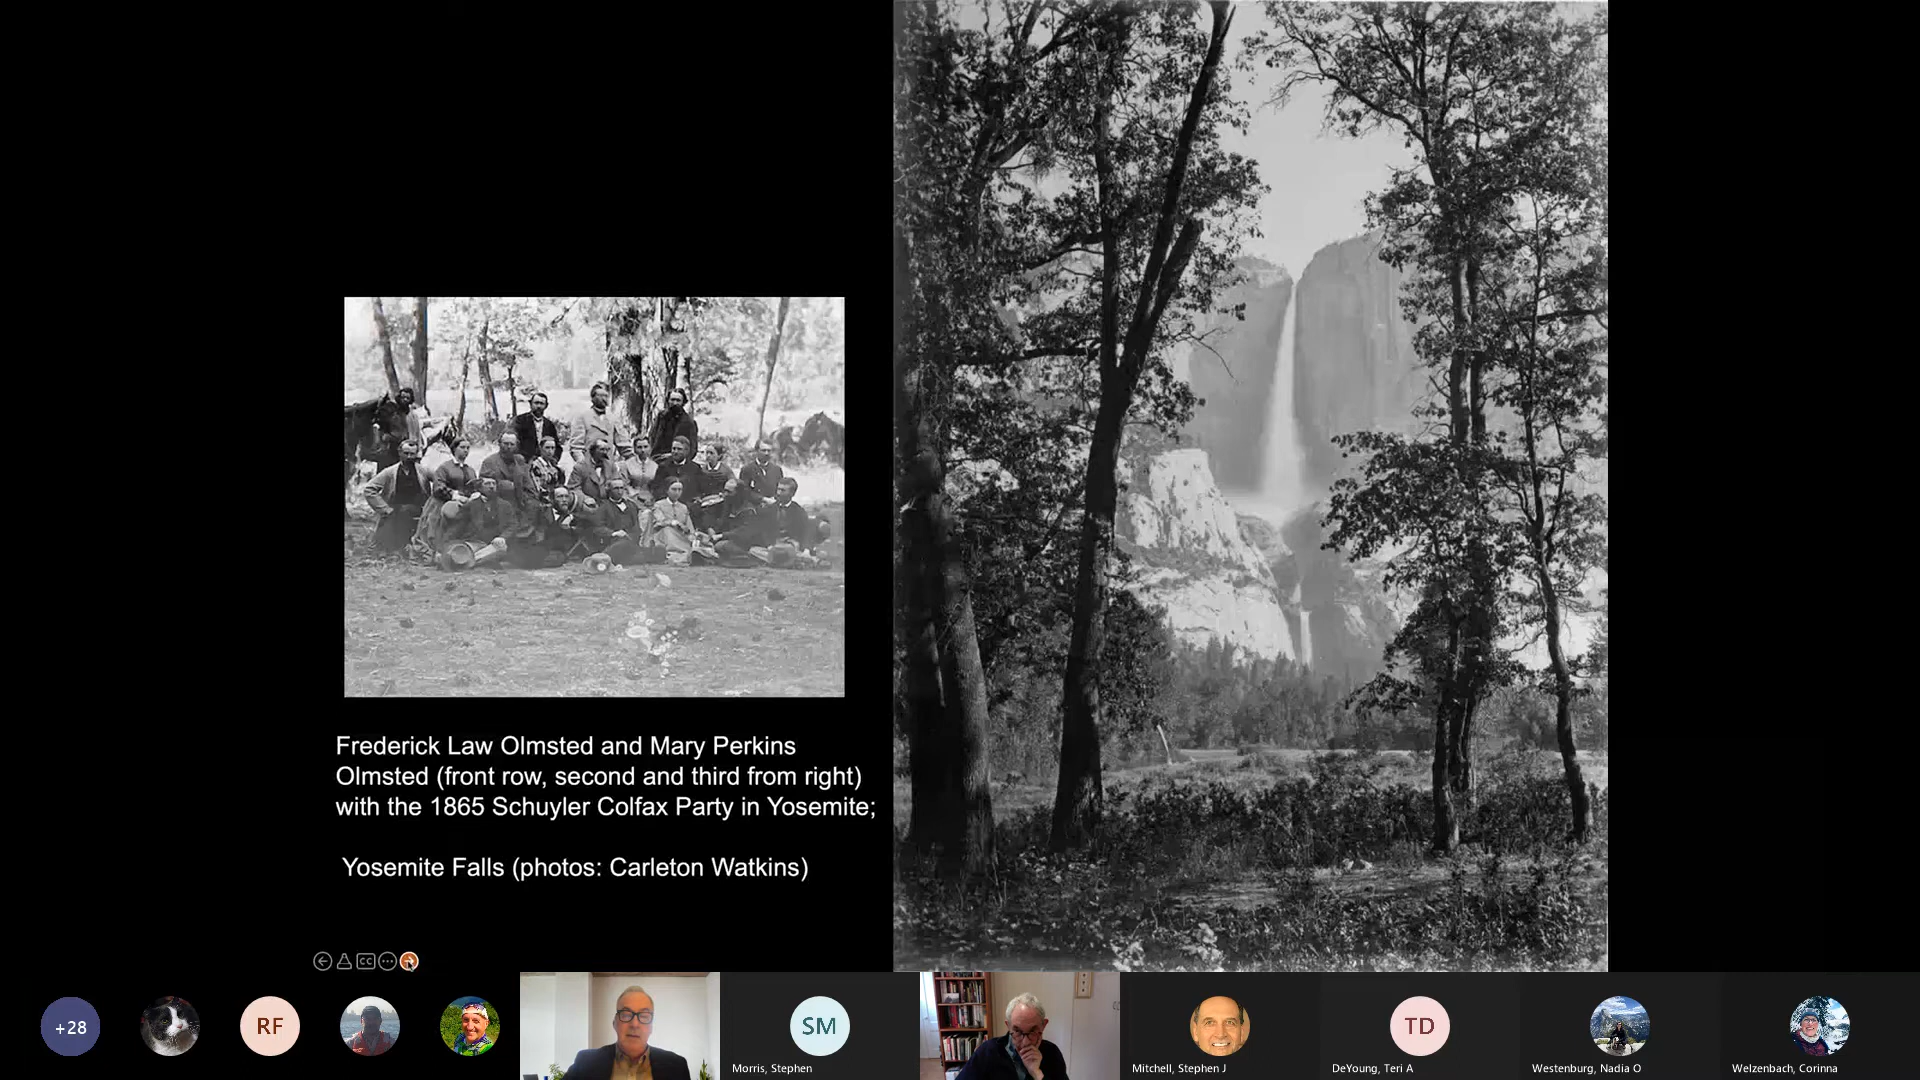 Frederick Law Olmsted and Mary Perkins
Olmsted (front row, second and third from right)
with the 1865 Schuyler Colfax Party in Yosemite;
Yosemite Falls (photos: Carleton Watkins)
CC
+28
RF
SM
TD
Morris, Stephen
Mitchell, Stephen J
DeYoung, Teri A
Westenburg, Nadia O
Welzenbach, Corinna